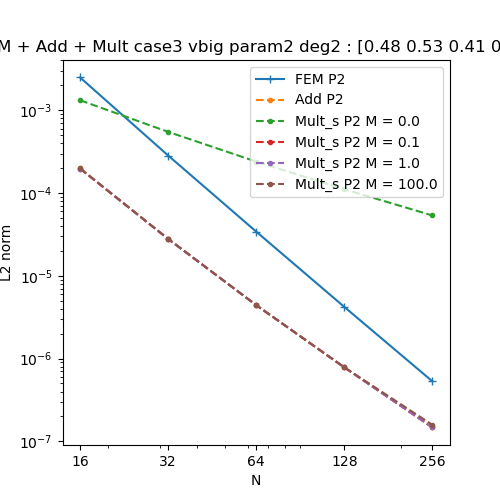 M + Add + Mult case3 vbig param2 deg2 : [0.48 0.53 0.41 0
FEM P2
Add P2
Mult_s P2 M = 0.0
Mult_s P2 M = 0.1
Mult_s P2 M = 1.0
Mult_s P2 M = 100.0
10⁻³
10⁻⁴
10⁻⁵
10⁻⁶
10⁻⁷
L2 norm
16 32 64 128 256
N